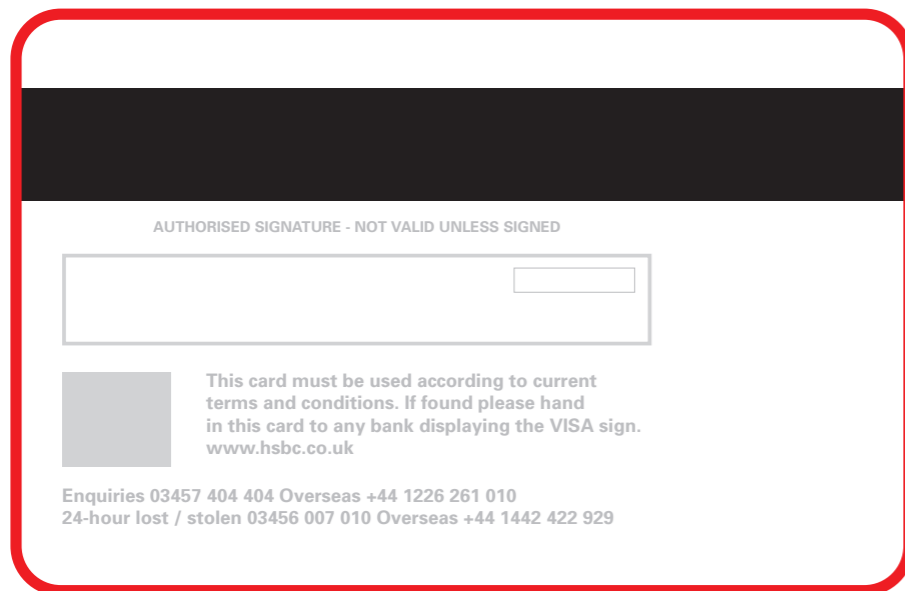 AUTHORISED SIGNATURE - NOT VALID UNLESS SIGNED
This card must be used according to current
terms and conditions. If found please hand
in this card to any bank displaying the VISA sign.
www.hsbc.co.uk
Enquiries 03457 404 404 Overseas +44 1226 261 010
24-hour lost / stolen 03456 007 010 Overseas +44 1442 422 929